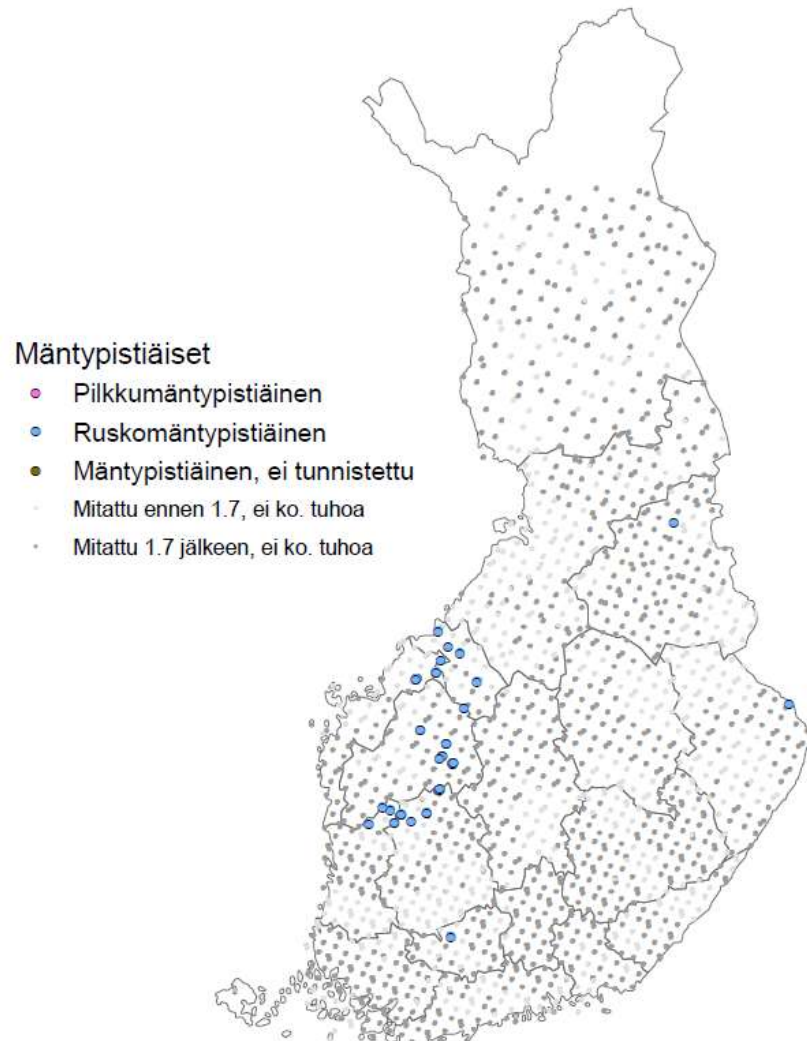 Mäntypistiäiset
Pilkkumäntypistiäinen
Ruskomäntypistiäinen
Mäntypistiäinen, ei tunnistettu
Mitattu ennen 1.7, ei ko. tuhoa
Mitattu 1.7 jälkeen, ei ko. tuhoa